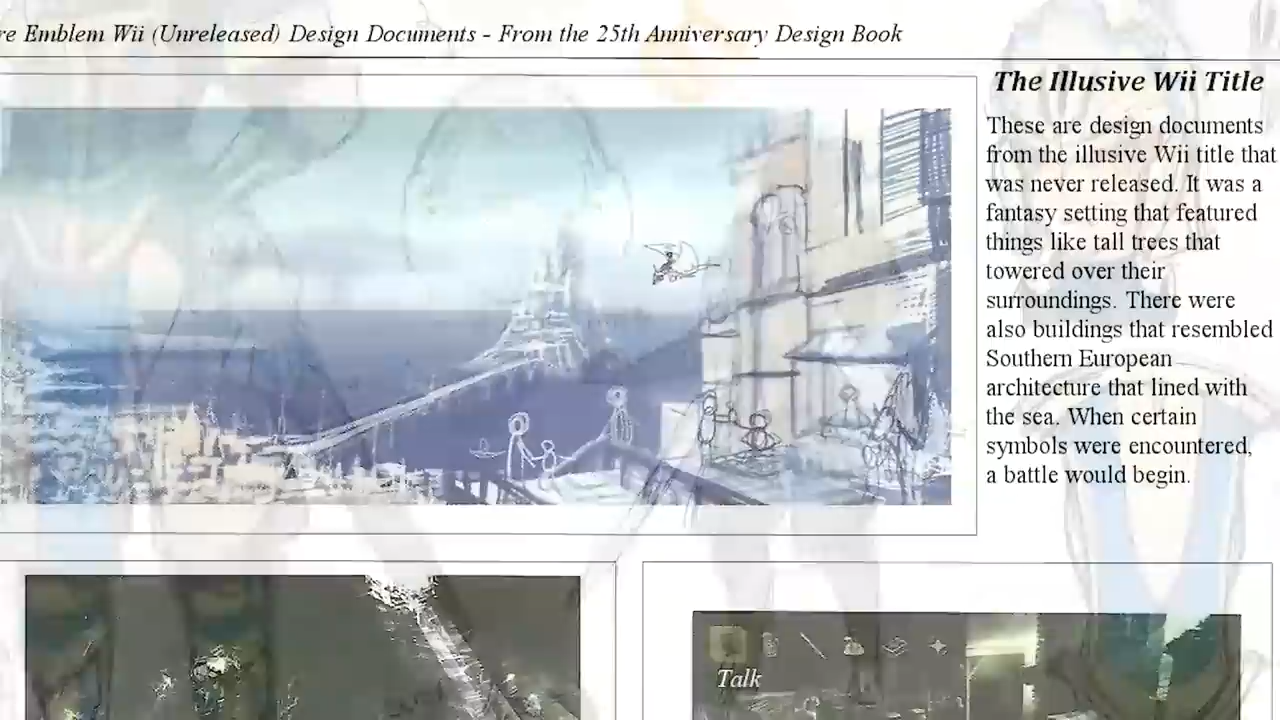 re Emblem Wii (Unreleased) Design Documents - From the 25th Anniversary Design Book
The Illusive Wii Title
These are design documents
from the illusive Wii title that
was never released. It was a
fantasy setting that featured
things like tall trees that
towered over their
surroundings. There were
also buildings that resembled
Southern European
architecture that lined with
the sea. When certain
symbols were encountered,
a battle would begin.
Talk